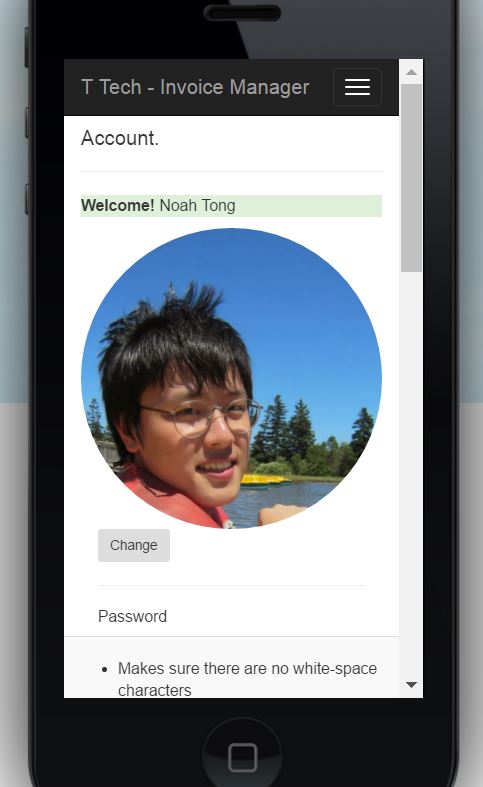 T Tech - Invoice Manager
Account.
Welcome! Noah Tong
Change
Password
Makes sure there are no white-space
characters